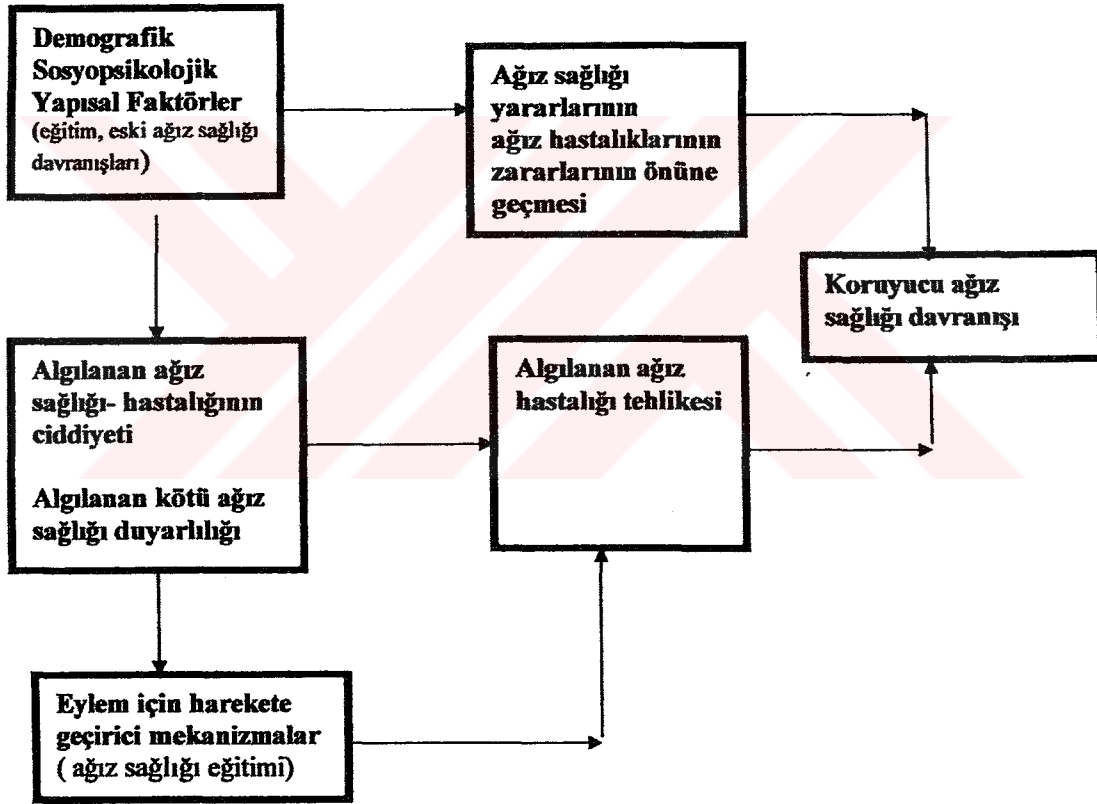 Demografik
Sosyopsikolojik
Yapısal Faktörler
(eğitim, eski ağız sağlığı
davranışları)
Ağız sağlığı
yararlarının
ağız hastalıklarının
zararlarının önüne
geçmesi
Koruyucu ağız
sağlığı davranışı
Algılanan ağız
sağlığı- hastalığının
ciddiyeti
Algılanan kötü ağız
sağlığı duyarlılığı
Algılanan ağız
hastalığı tehlikesi
Eylem için harekete
geçirici mekanizmalar
( ağız sağlığı eğitimi)